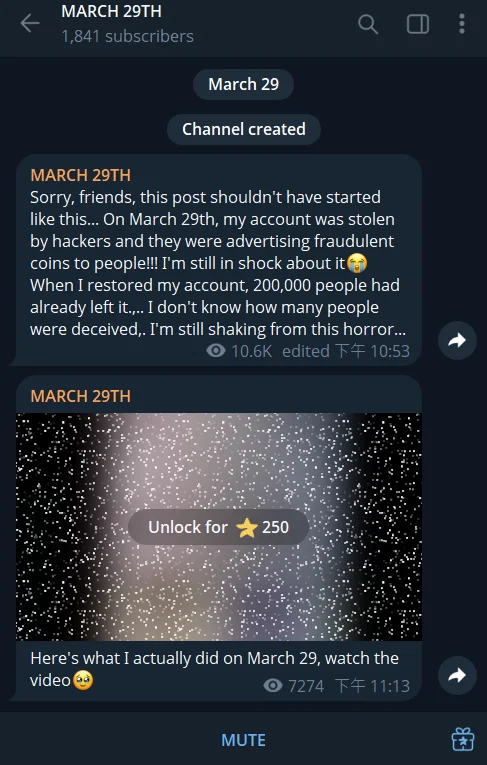 MARCH 29TH
1,841 subscribers
March 29
Channel created
MARCH 29TH
Sorry, friends, this post shouldn't have started
like this... On March 29th, my account was stolen
by hackers and they were advertising fraudulent
coins to people!!! I'm still in shock about it😭
When I restored my account, 200,000 people had
already left it.,.. I don't know how many people
were deceived,. I'm still shaking from this horror...
10.6K edited 下午 10:53
MARCH 29TH
Unlock for ⭐ 250
Here's what I actually did on March 29, watch the
video🥹
7274 下午 11:13
MUTE